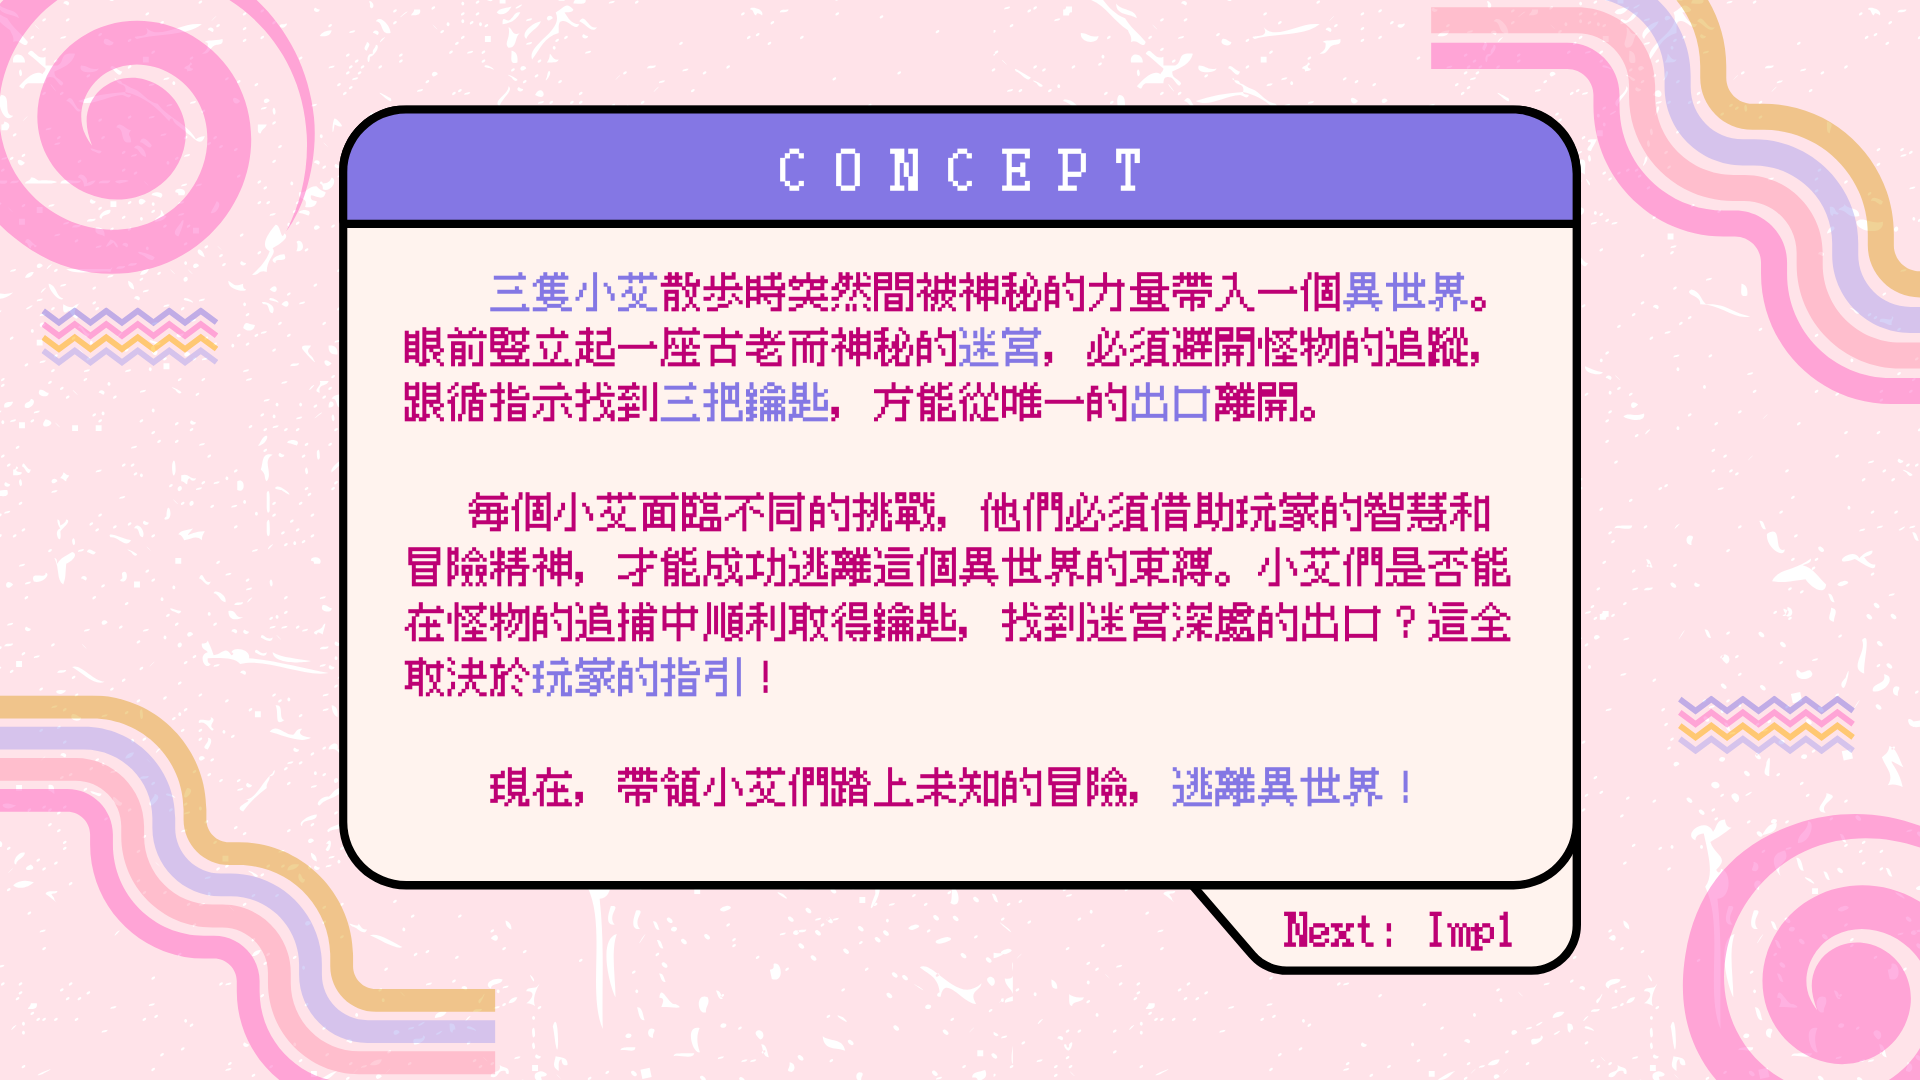 CONCEPT
三隻小艾散步時突然間被神秘的力量帶入一個異世界。
眼前豎立起一座古老而神秘的迷宮，必須避開怪物的追蹤，
跟循指示找到三把鑰匙，方能從唯一的出口離開。
每個小艾面臨不同的挑戰，他們必須借助玩家的智慧和
冒險精神，才能成功逃離這個異世界的束縛。小艾們是否能
在怪物的追捕中順利取得鑰匙，找到迷宮深處的出口？這全
取決於玩家的指引！
現在，帶領小艾們踏上未知的冒險，逃離異世界！
Next: Impl